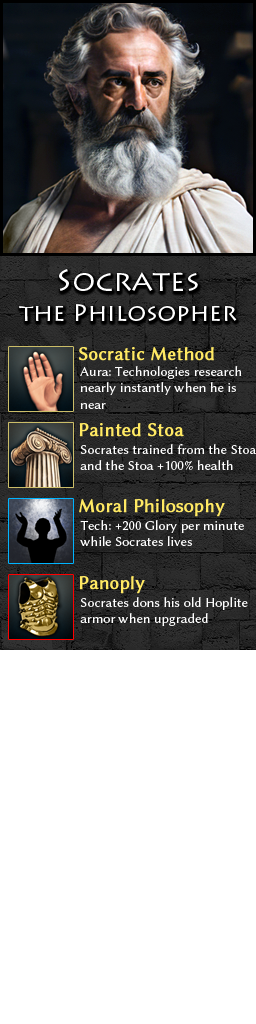 Socrates
the Philosopher
Socratic Method
Aura: Technologies research
nearly instantly when he is
near
Painted Stoa
Socrates trained from the Stoa
and the Stoa +100% health
Moral Philosophy
Tech: +200 Glory per minute
while Socrates lives
Panoply
Socrates dons his old Hoplite
armor when upgraded